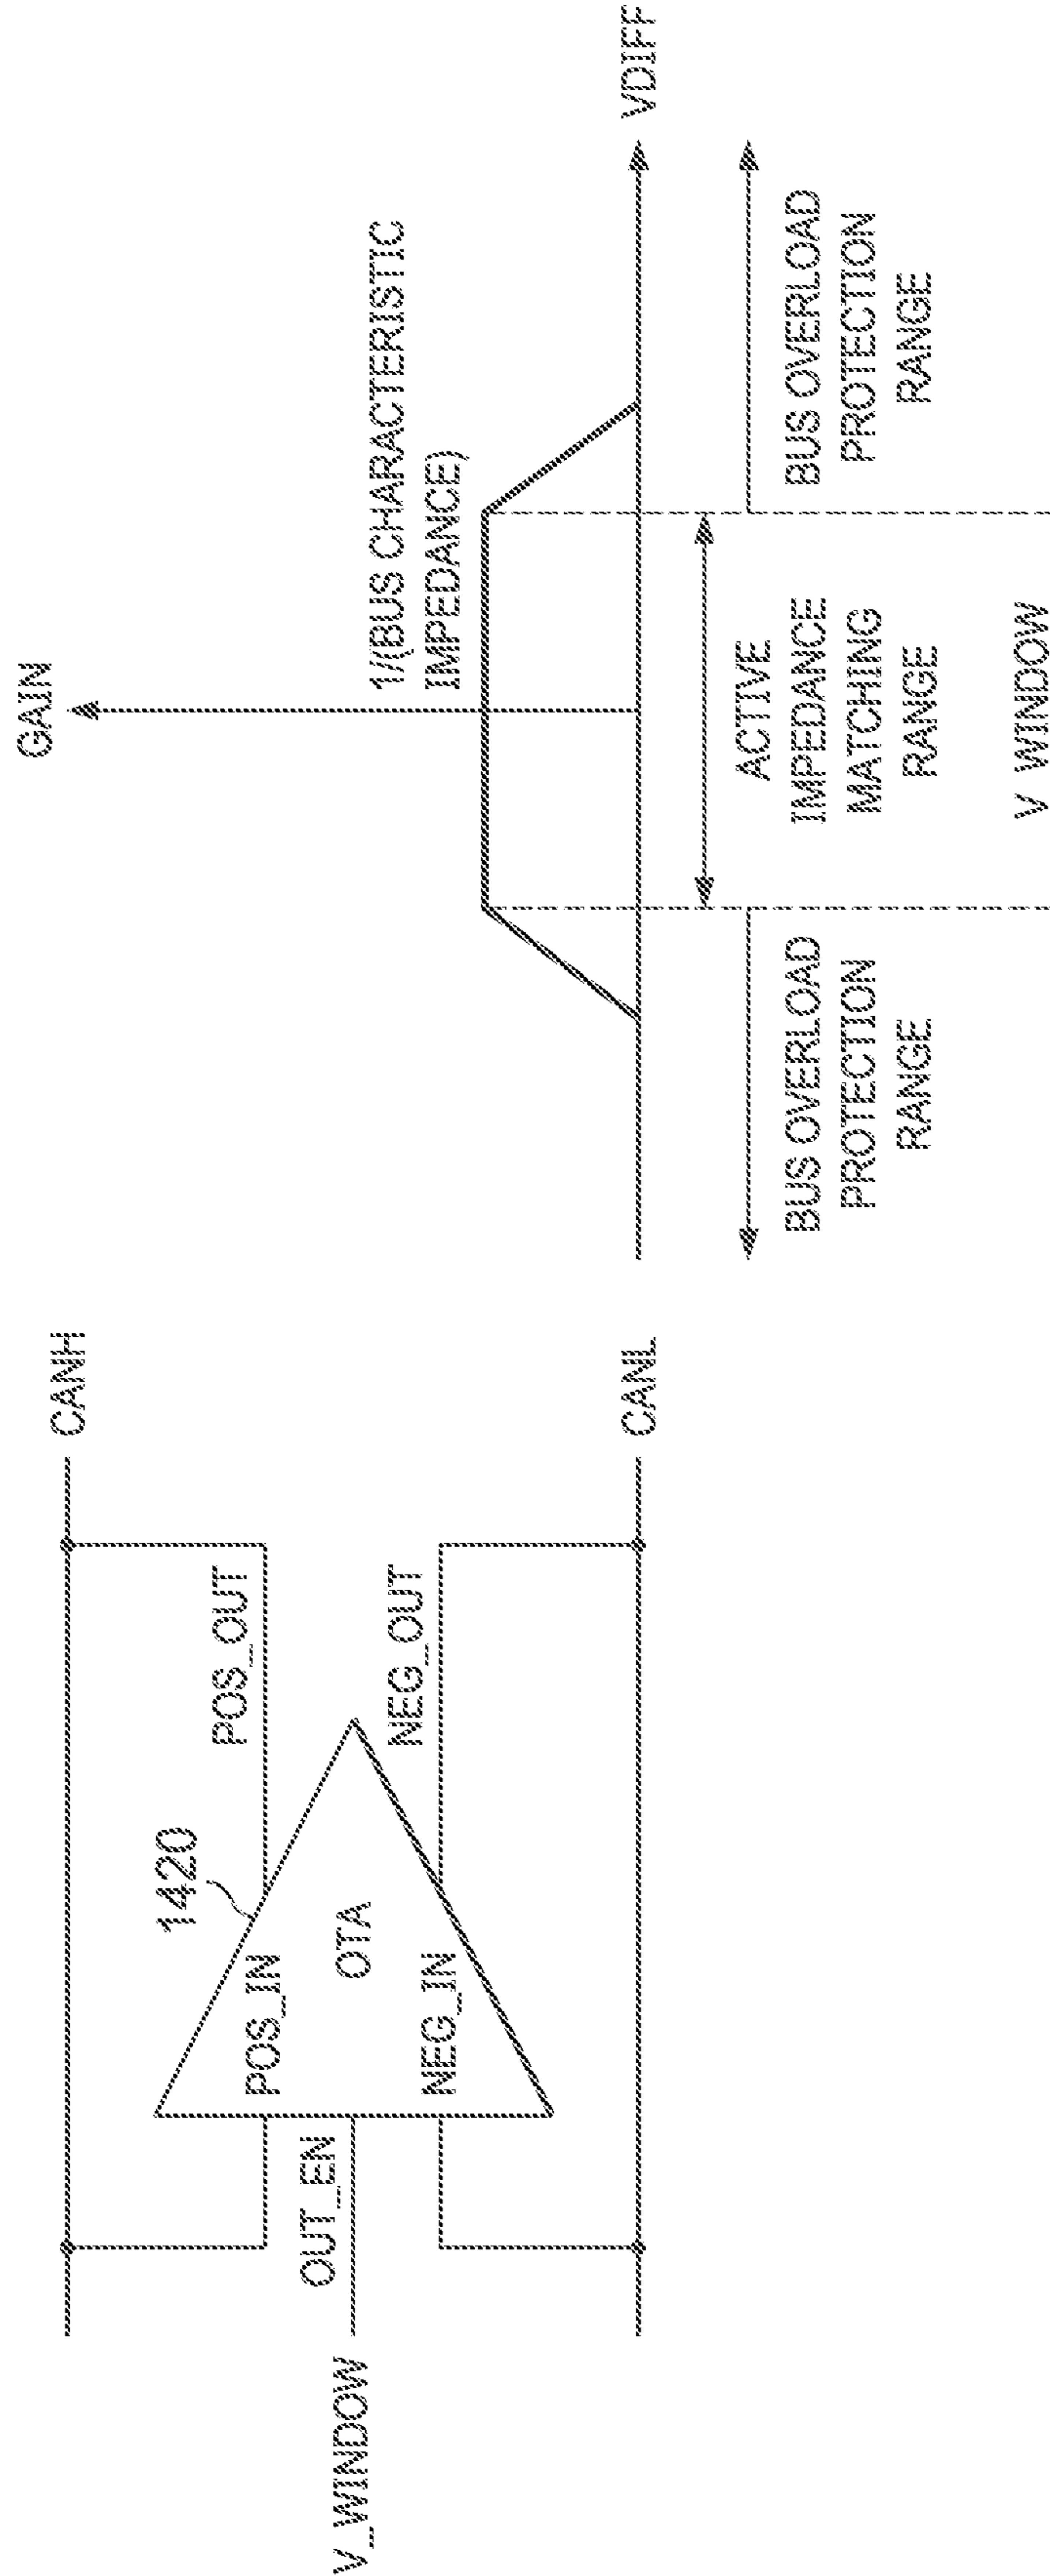 V_WINDOW
CANH
1420
POS_IN
POS_OUT
OUT_EN
OTA
NEG_IN
NEG_OUT
CANL
GAIN
1/(BUS CHARACTERISTIC
IMPEDANCE)
VDIFF
BUS OVERLOAD
PROTECTION
RANGE
ACTIVE
IMPEDANCE
MATCHING
RANGE
BUS OVERLOAD
PROTECTION
RANGE
V WINDOW